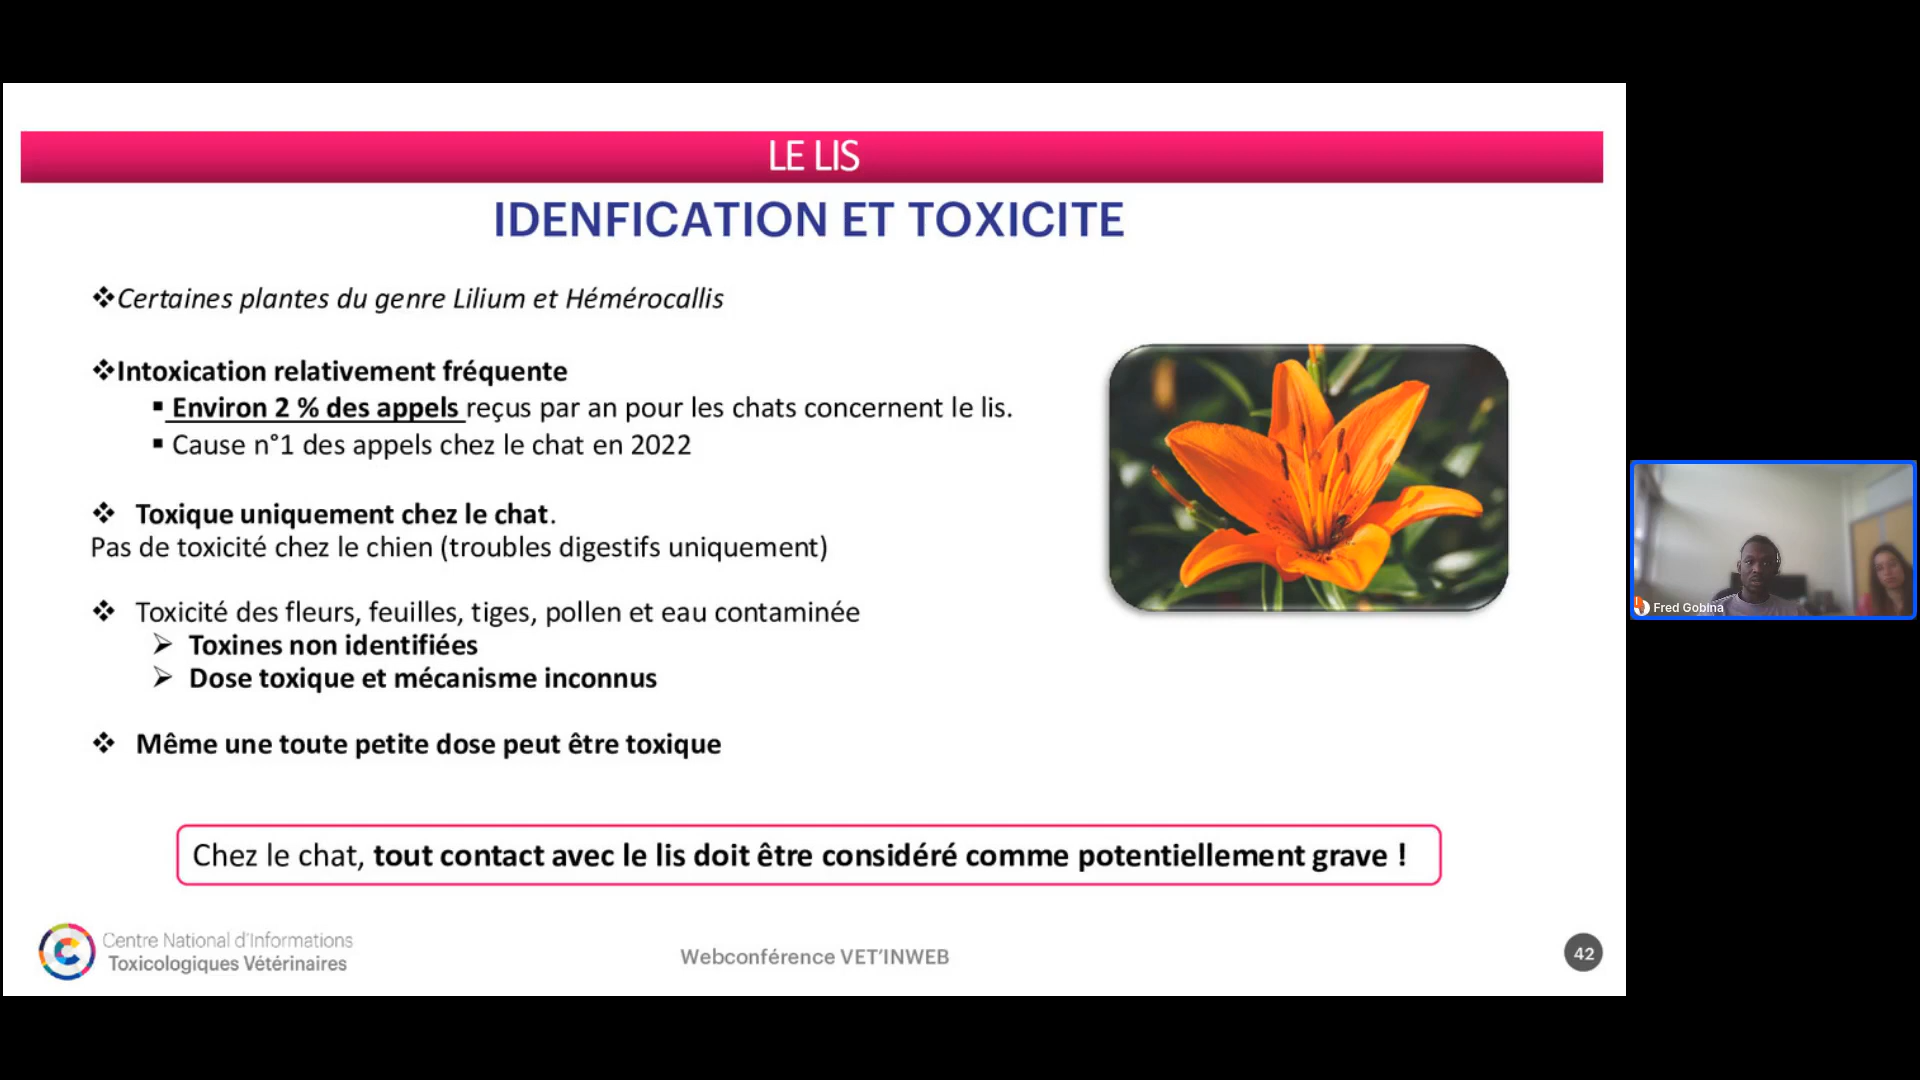 LE LIS
IDENFICATION ET TOXICITE
❖Certaines plantes du genre Lilium et Hémérocallis
❖Intoxication relativement fréquente
▪ Environ 2 % des appels reçus par an pour les chats concernent le lis.
▪ Cause n°1 des appels chez le chat en 2022
❖ Toxique uniquement chez le chat.
Pas de toxicité chez le chien (troubles digestifs uniquement)
❖ Toxicité des fleurs, feuilles, tiges, pollen et eau contaminée
➢ Toxines non identifiées
➢ Dose toxique et mécanisme inconnus
❖ Même une toute petite dose peut être toxique
Chez le chat, tout contact avec le lis doit être considéré comme potentiellement grave !
Centre National d'Informations
Toxicologiques Vétérinaires
Webconférence VET'INWEB
42
Fred Gobina